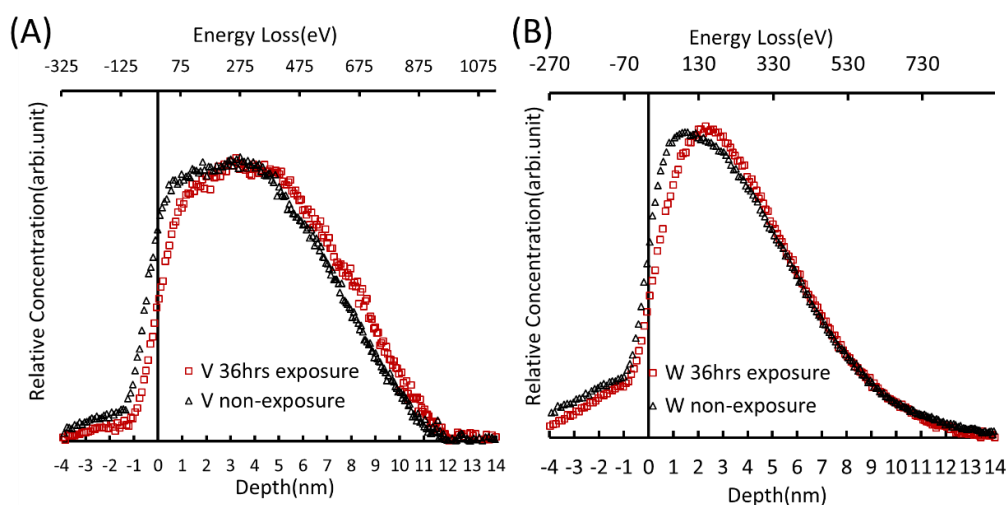 (A)
Energy Loss(eV)
-325 -125 75 275 475 675 875 1075
Relative Concentration(arbi.unit)
V 36hrs exposure
V non-exposure
-4 -3 -2 -1 0 1 2 3 4 5 6 7 8 9 10 11 12 13 14
Depth(nm)
(B)
Energy Loss(eV)
-270 -70 130 330 530 730
Relative Concentration(arbi.unit)
W 36hrs exposure
W non-exposure
-4 -3 -2 -1 0 1 2 3 4 5 6 7 8 9 10 11 12 13 14
Depth(nm)